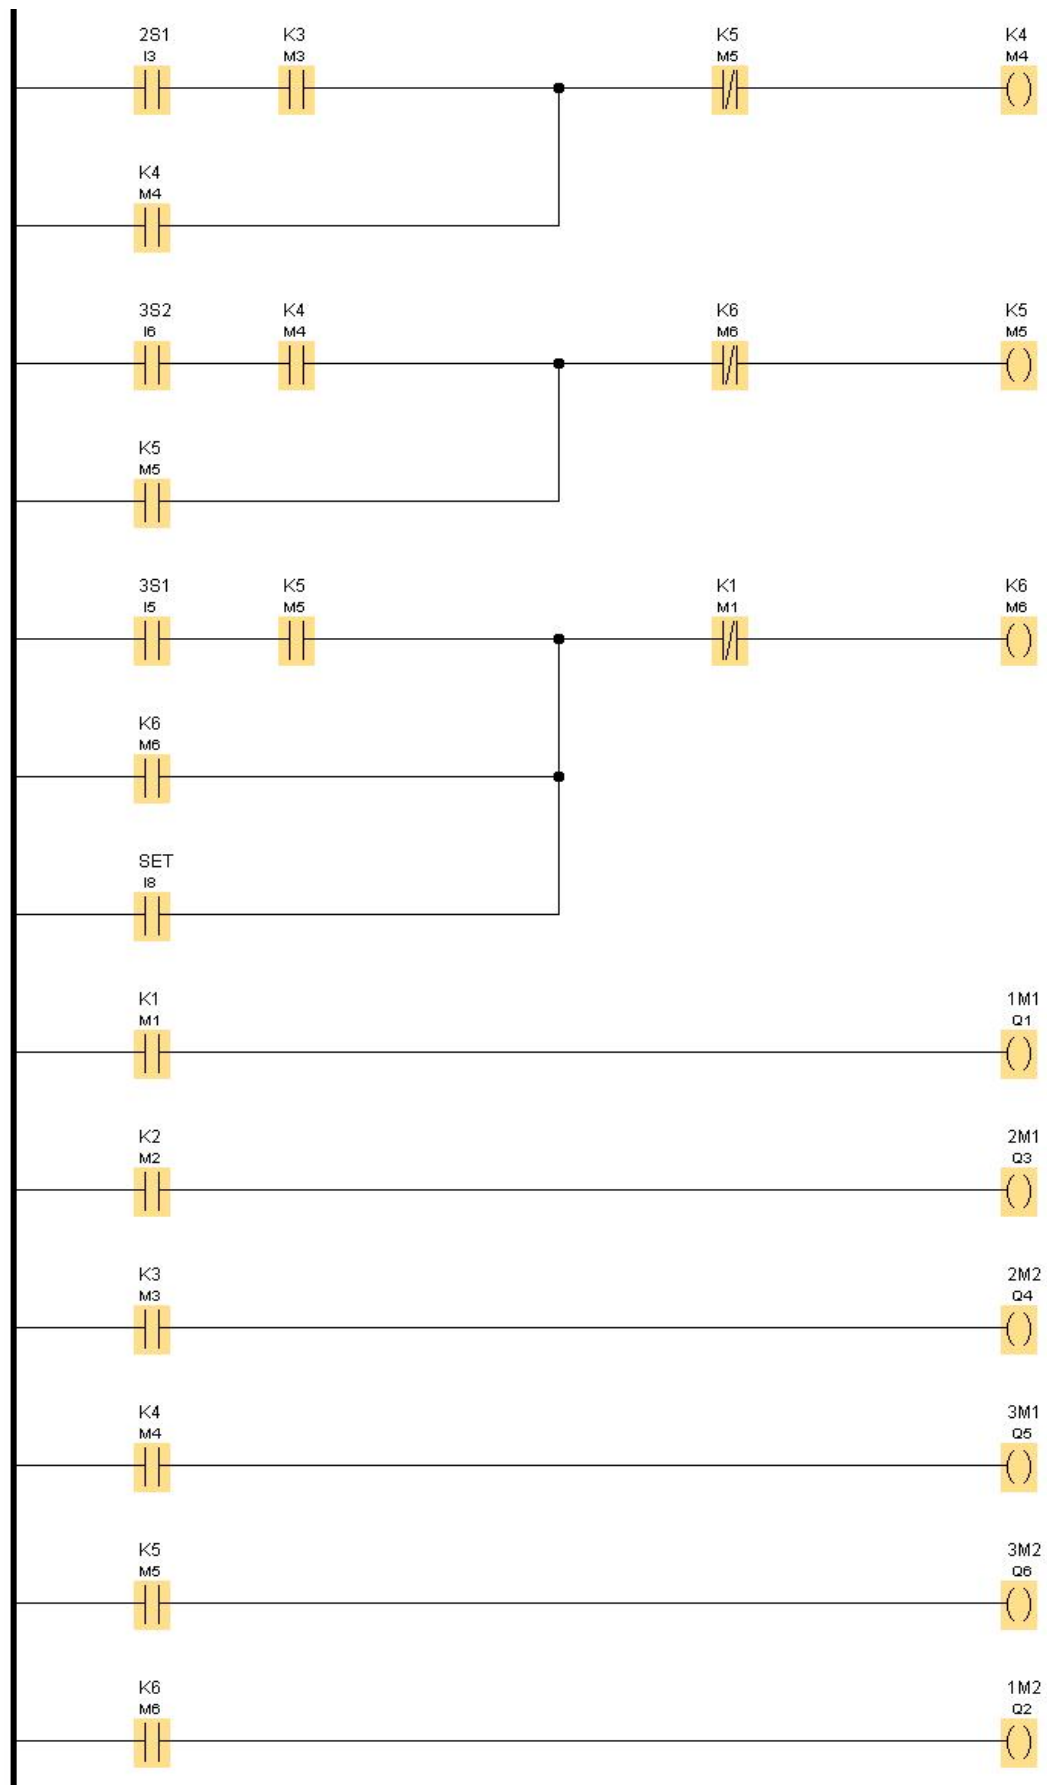 2S1 K3 K5 K4
I3 M3 M5 M4
K4
M4
3S2 K4 K6 K5
I6 M4 M6 M5
K5
M5
3S1 K5 K1 K6
I5 M5 M1 M6
K6
M6
SET
I8
K1 1M1
M1 Q1
K2 2M1
M2 Q3
K3 2M2
M3 Q4
K4 3M1
M4 Q5
K5 3M2
M5 Q6
K6 1M2
M6 Q2